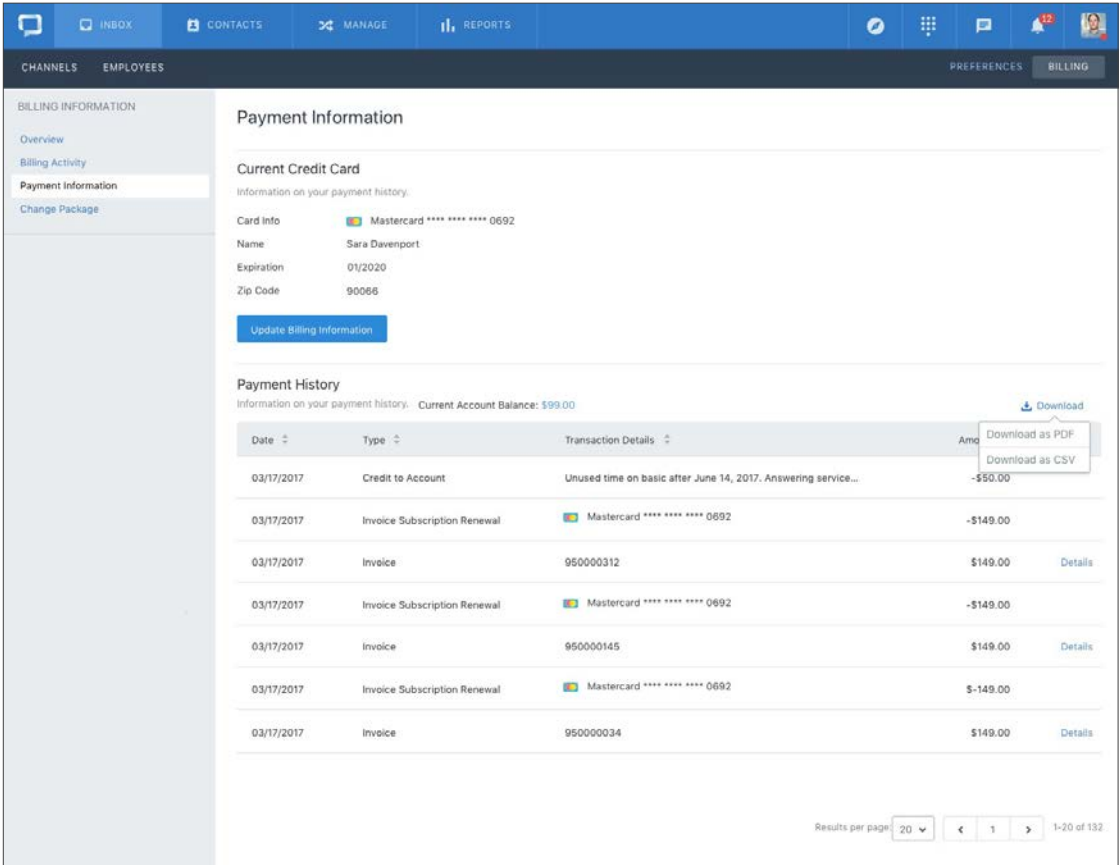 INBOX CONTACTS MANAGE REPORTS 12
CHANNELS EMPLOYEES PREFERENCES BILLING
BILLING INFORMATION
Overview
Billing Activity
Payment Information
Change Package
Payment Information
Current Credit Card
Information on your payment history.
Card Info Mastercard **** **** **** 0692
Name Sara Davenport
Expiration 01/2020
Zip Code 90066
Update Billing Information
Payment History
Information on your payment history. Current Account Balance: $99.00 Download
Download as PDF
Download as CSV
Date Type Transaction Details Amo
03/17/2017 Credit to Account Unused time on basic after June 14, 2017. Answering service... -$50.00
03/17/2017 Invoice Subscription Renewal Mastercard **** **** **** 0692 -$149.00
03/17/2017 Invoice 950000312 $149.00 Details
03/17/2017 Invoice Subscription Renewal Mastercard **** **** **** 0692 -$149.00
03/17/2017 Invoice 950000145 $149.00 Details
03/17/2017 Invoice Subscription Renewal Mastercard **** **** **** 0692 $-149.00
03/17/2017 Invoice 950000034 $149.00 Details
Results per page: 20 1 1-20 of 132